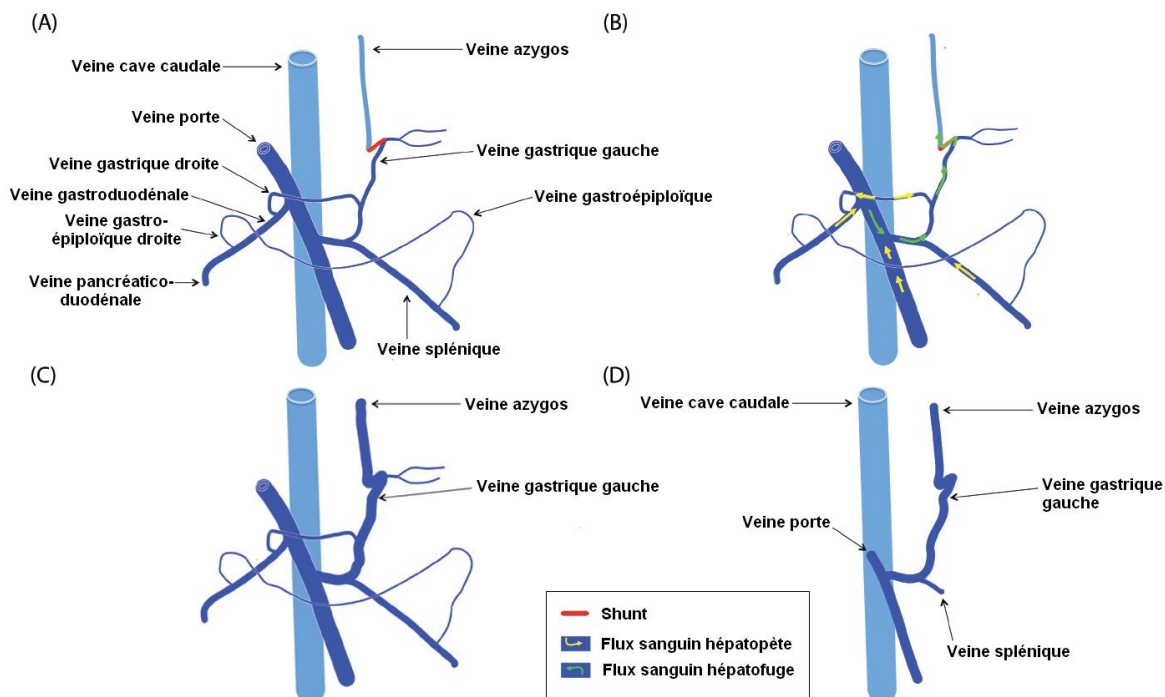 (A)
Veine azygos
Veine cave caudale
Veine porte
Veine gastrique droite
Veine gastrique gauche
Veine gastroduodénale
Veine gastroépiploïque
Veine gastro-
épiploïque droite
Veine pancréatico-
duodénale
Veine splénique
(B)
(C)
Veine azygos
Veine gastrique gauche
(D)
Veine cave caudale
Veine azygos
Veine gastrique
gauche
Veine porte
Veine splénique
Shunt
Flux sanguin hépatopète
Flux sanguin hépatofuge